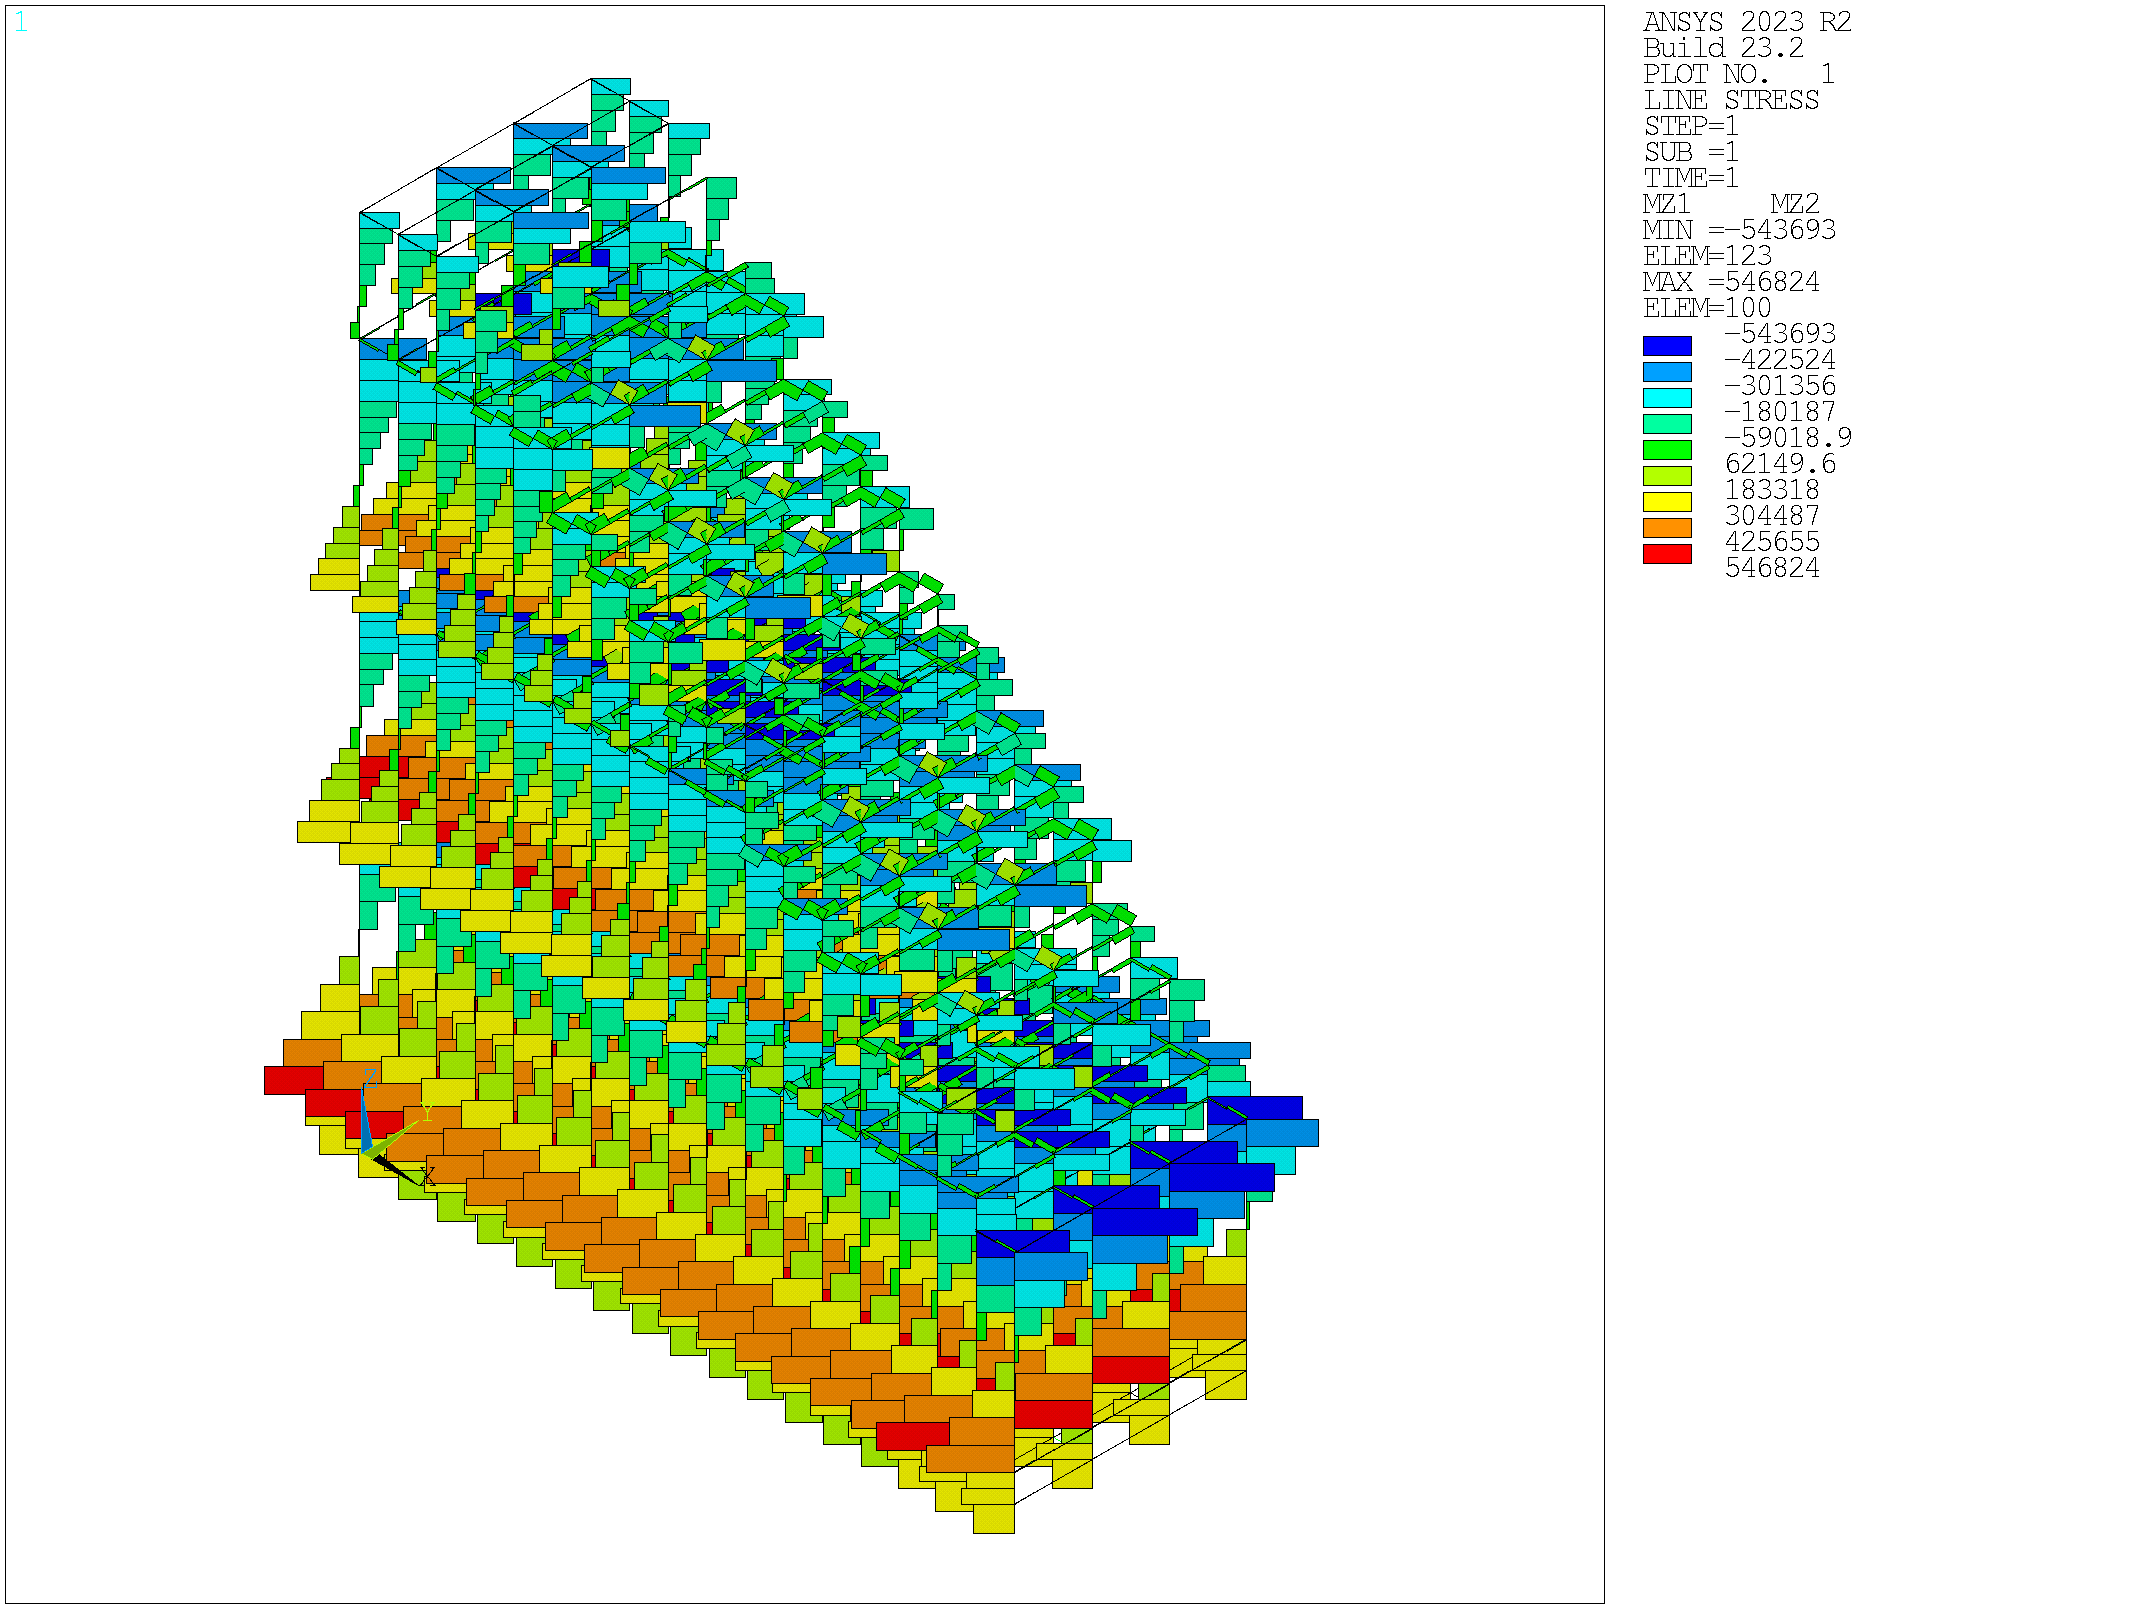 1
ANSYS 2023 R2
Build 23.2
PLOT NO. 1
LINE STRESS
STEP=1
SUB =1
TIME=1
MZ1 MZ2
MIN =-543693
ELEM=123
MAX =546824
ELEM=100
-543693
-422524
-301356
-180187
-59018.9
62149.6
183318
304487
425655
546824
Z
Y
X